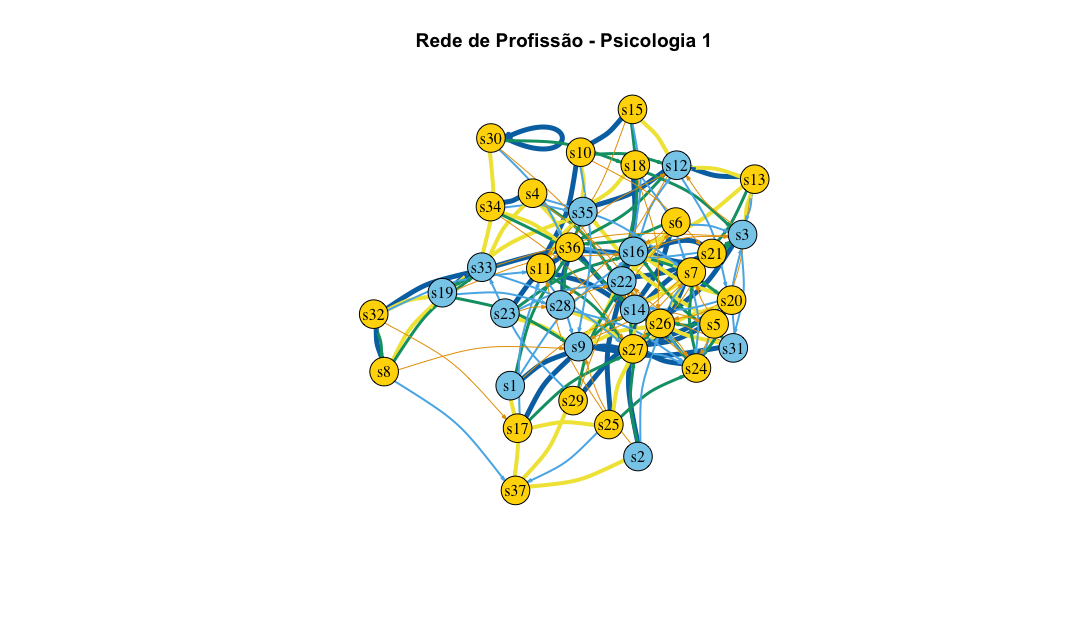 Rede de Profissão - Psicologia 1
s15
s30
s10
s18
s12
s13
s4
s34
s35
s6
s3
s36
s16
s21
s33
s11
s7
s22
s19
s28
s20
s32
s23
s14
s26
s5
s9
s27
s31
s8
s24
s1
s29
s17
s25
s2
s37